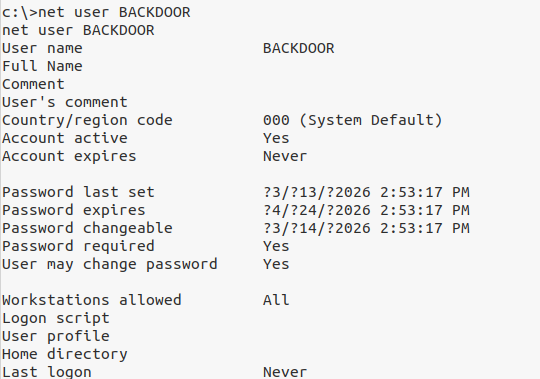 c:\>net user BACKDOOR
net user BACKDOOR
User name                    BACKDOOR
Full Name
Comment
User's comment
Country/region code          000 (System Default)
Account active               Yes
Account expires              Never

Password last set            ?3/?13/?2026 2:53:17 PM
Password expires             ?4/?24/?2026 2:53:17 PM
Password changeable          ?3/?14/?2026 2:53:17 PM
Password required            Yes
User may change password     Yes

Workstations allowed         All
Logon script
User profile
Home directory
Last logon                   Never